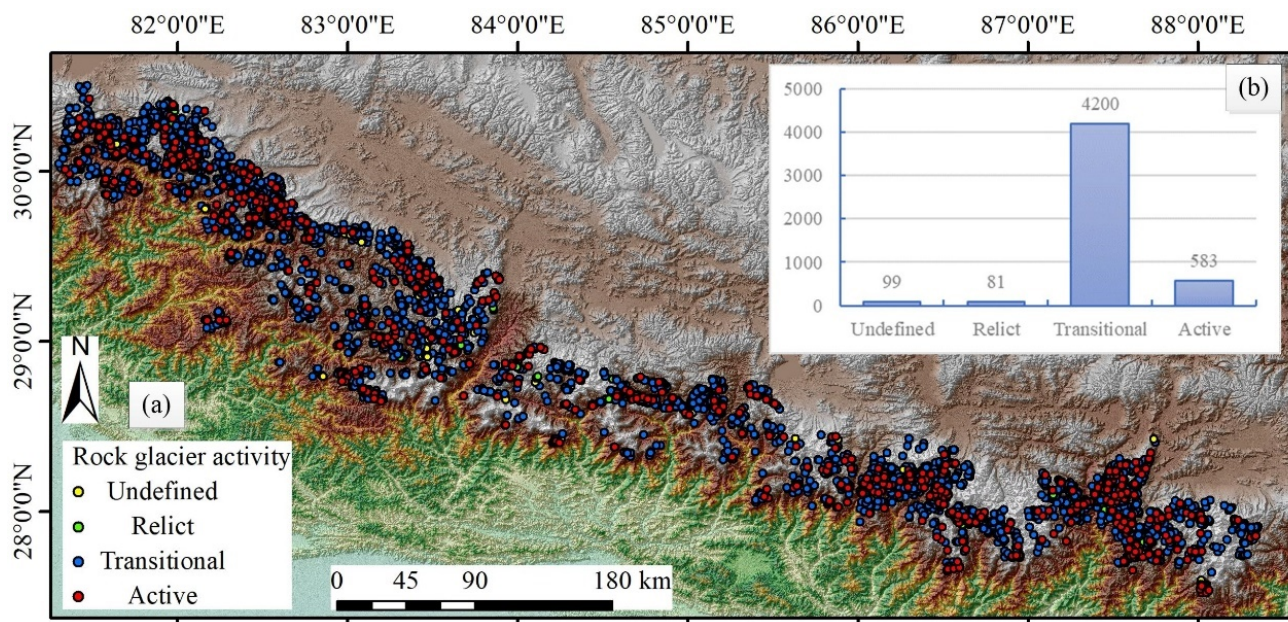 82°0'0"E 83°0'0"E 84°0'0"E 85°0'0"E 86°0'0"E 87°0'0"E 88°0'0"E
30°0'0"N
29°0'0"N
28°0'0"N
(b)
5000
4000
3000
2000
1000
0
99
81
4200
583
Undefined Relict Transitional Active
N
(a)
Rock glacier activity
Undefined
Relict
Transitional
Active
0 45 90 180 km